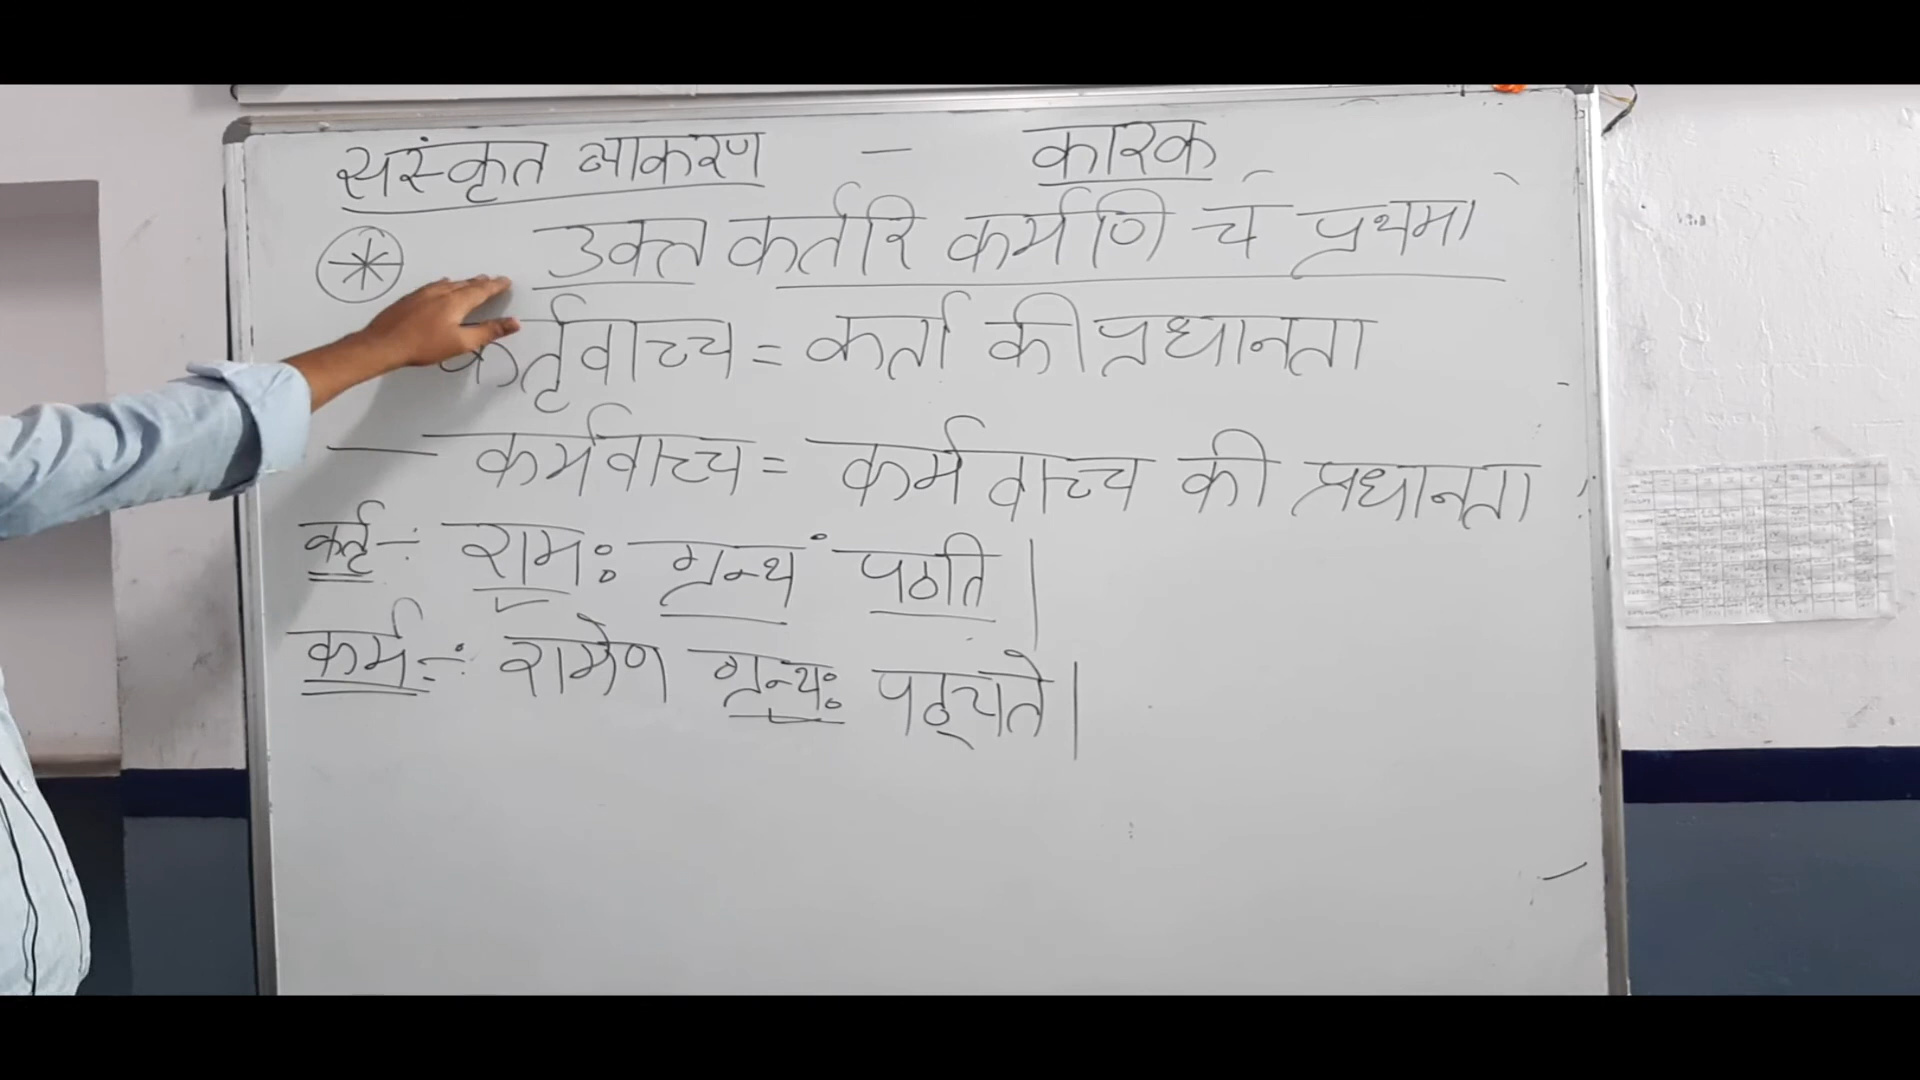 संस्कृत व्याकरण - कारक
उक्त कर्तरि कर्मणि च प्रथमा
कर्तृवाच्य = कर्ता की प्रधानता
— कर्मवाच्य = कर्म वाच्य की प्रधानता
कर्तृ ÷ रामः ग्रन्थं पठति |
कर्म ÷ रामेण ग्रन्थः पठ्यते |